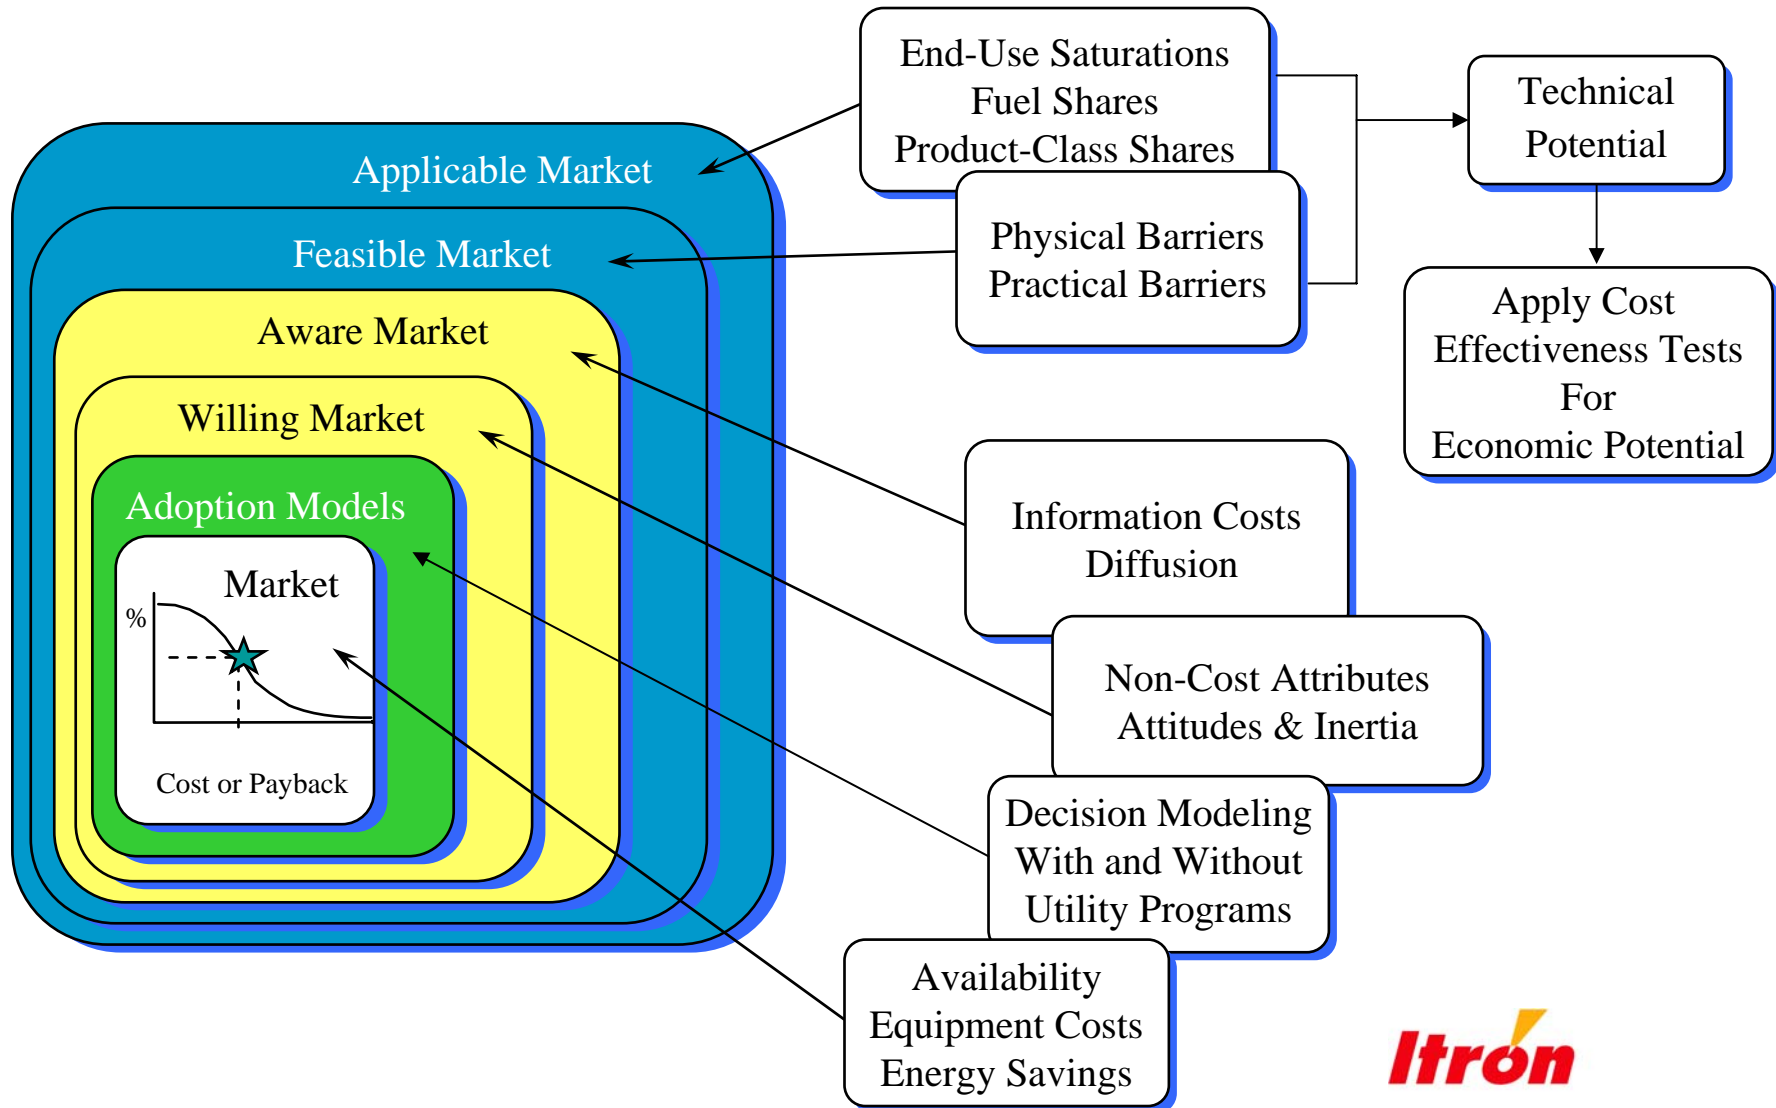 Applicable Market
Feasible Market
Aware Market
Willing Market
Adoption Models
Market
%
Cost or Payback
End-Use Saturations
Fuel Shares
Product-Class Shares
Physical Barriers
Practical Barriers
Technical
Potential
Apply Cost
Effectiveness Tests
For
Economic Potential
Information Costs
Diffusion
Non-Cost Attributes
Attitudes & Inertia
Decision Modeling
With and Without
Utility Programs
Availability
Equipment Costs
Energy Savings
Itron